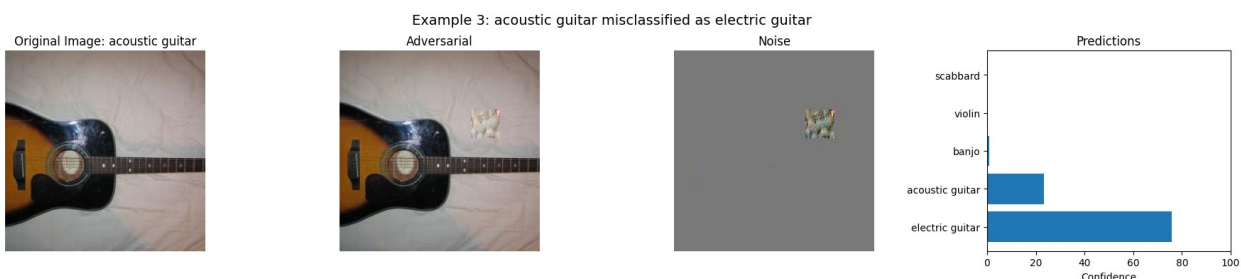 Example 3: acoustic guitar misclassified as electric guitar
Original Image: acoustic guitar
Adversarial
Noise
Predictions
scabbard
violin
banjo
acoustic guitar
electric guitar
0 20 40 60 80 100
Confidence